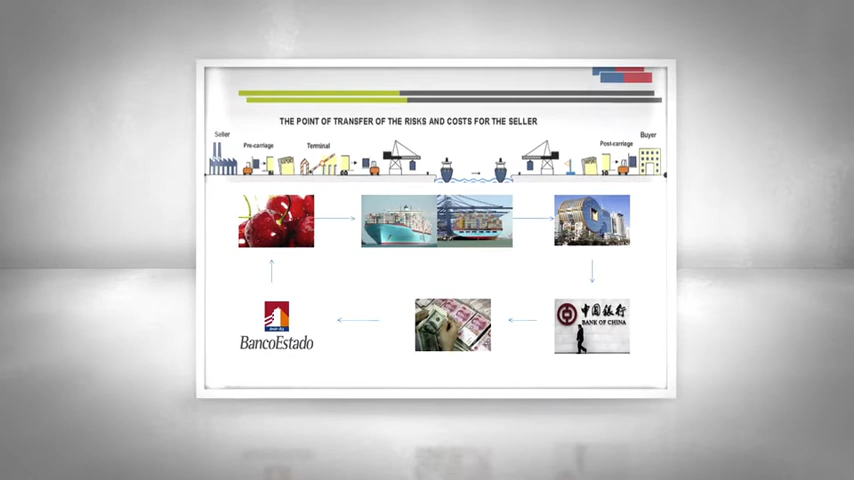 THE POINT OF TRANSFER OF THE RISKS AND COSTS FOR THE SELLER
Seller
Buyer
Pre-carriage
Terminal
Post-carriage
中国银行
BANK OF CHINA
BancoEstado